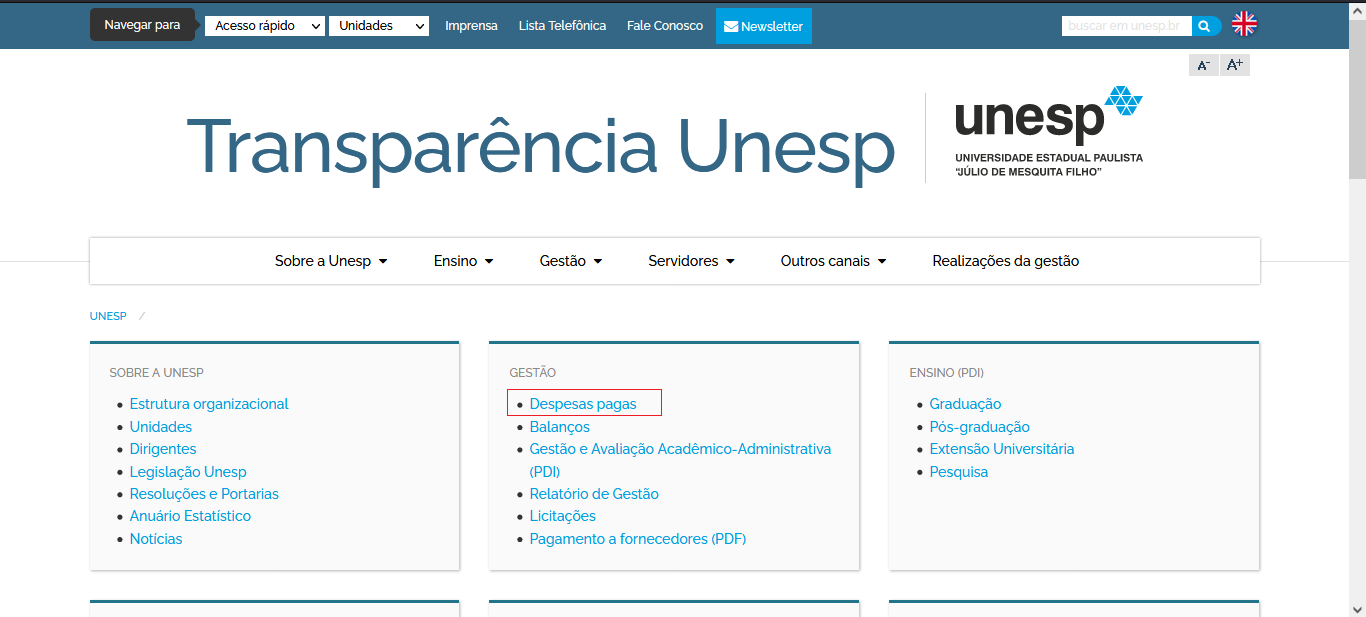 Navegar para
Acesso rápido
Unidades
Imprensa
Lista Telefônica
Fale Conosco
Newsletter
buscar em unesp.br
A-
A+
Transparência Unesp
unesp
UNIVERSIDADE ESTADUAL PAULISTA
"JÚLIO DE MESQUITA FILHO"
Sobre a Unesp
Ensino
Gestão
Servidores
Outros canais
Realizações da gestão
UNESP /
SOBRE A UNESP
Estrutura organizacional
Unidades
Dirigentes
Legislação Unesp
Resoluções e Portarias
Anuário Estatístico
Notícias
GESTÃO
Despesas pagas
Balanços
Gestão e Avaliação Acadêmico-Administrativa
(PDI)
Relatório de Gestão
Licitações
Pagamento a fornecedores (PDF)
ENSINO (PDI)
Graduação
Pós-graduação
Extensão Universitária
Pesquisa